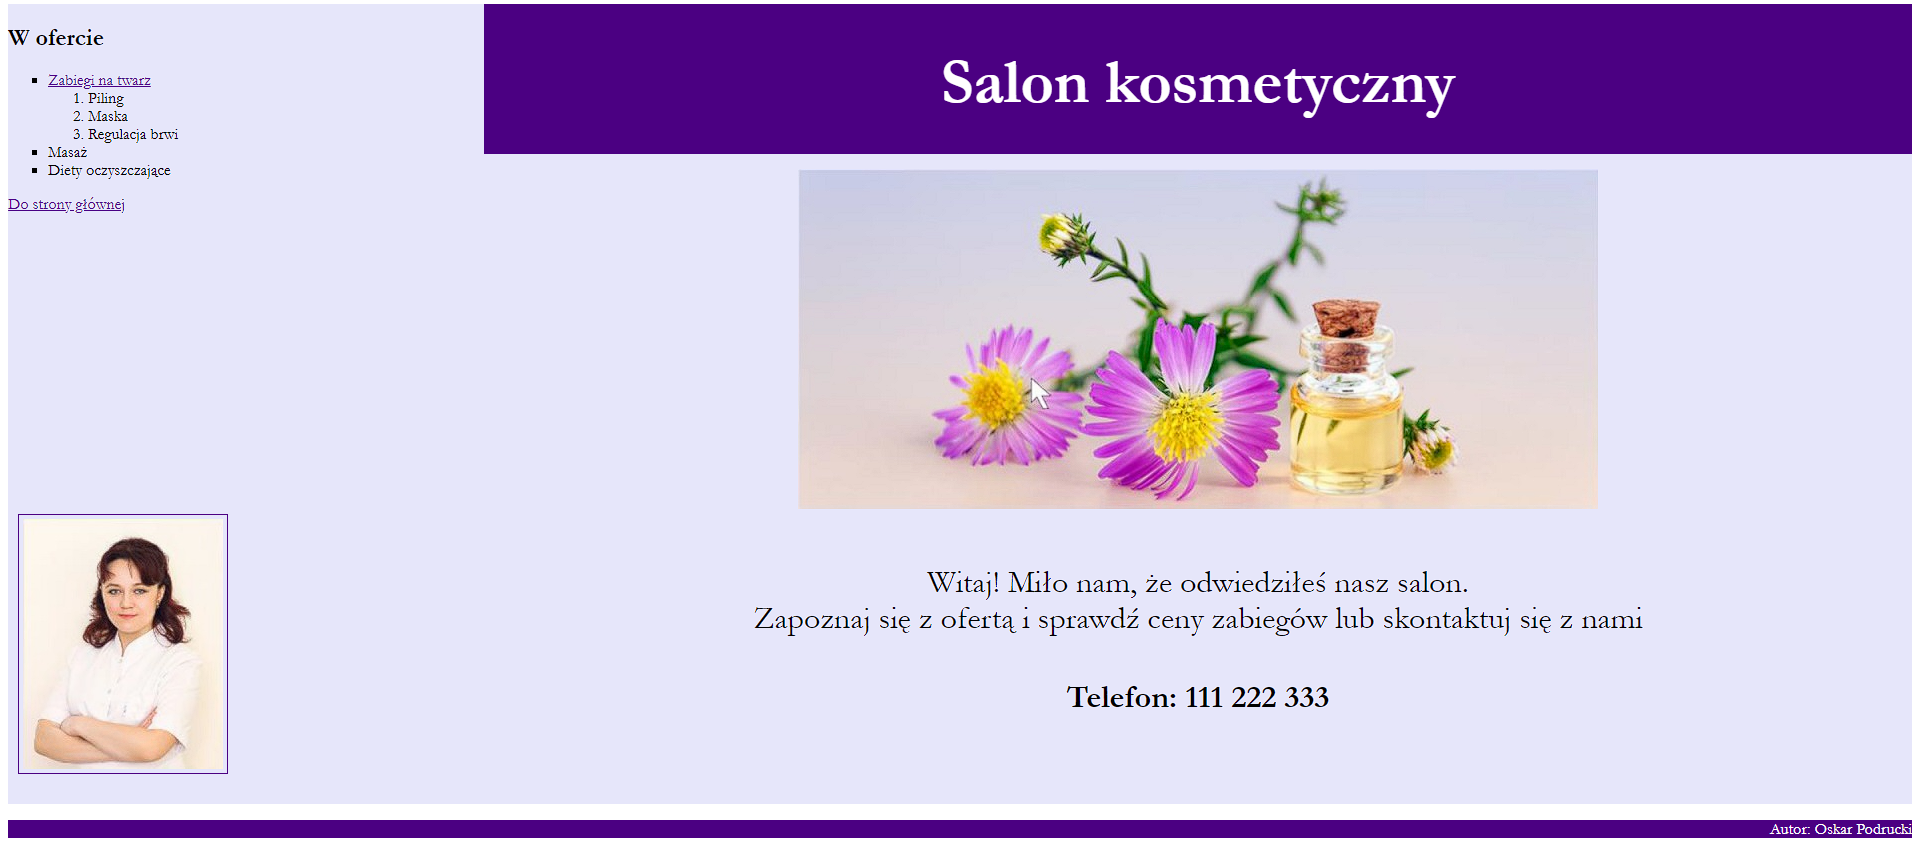 W ofercie
Zabiegi na twarz
1. Piling
2. Maska
3. Regulacja brwi
Masaż
Diety oczyszczające
Do strony głównej
Salon kosmetyczny
Witaj! Miło nam, że odwiedziłeś nasz salon.
Zapoznaj się z ofertą i sprawdź ceny zabiegów lub skontaktuj się z nami
Telefon: 111 222 333
Autor: Oskar Podrucki